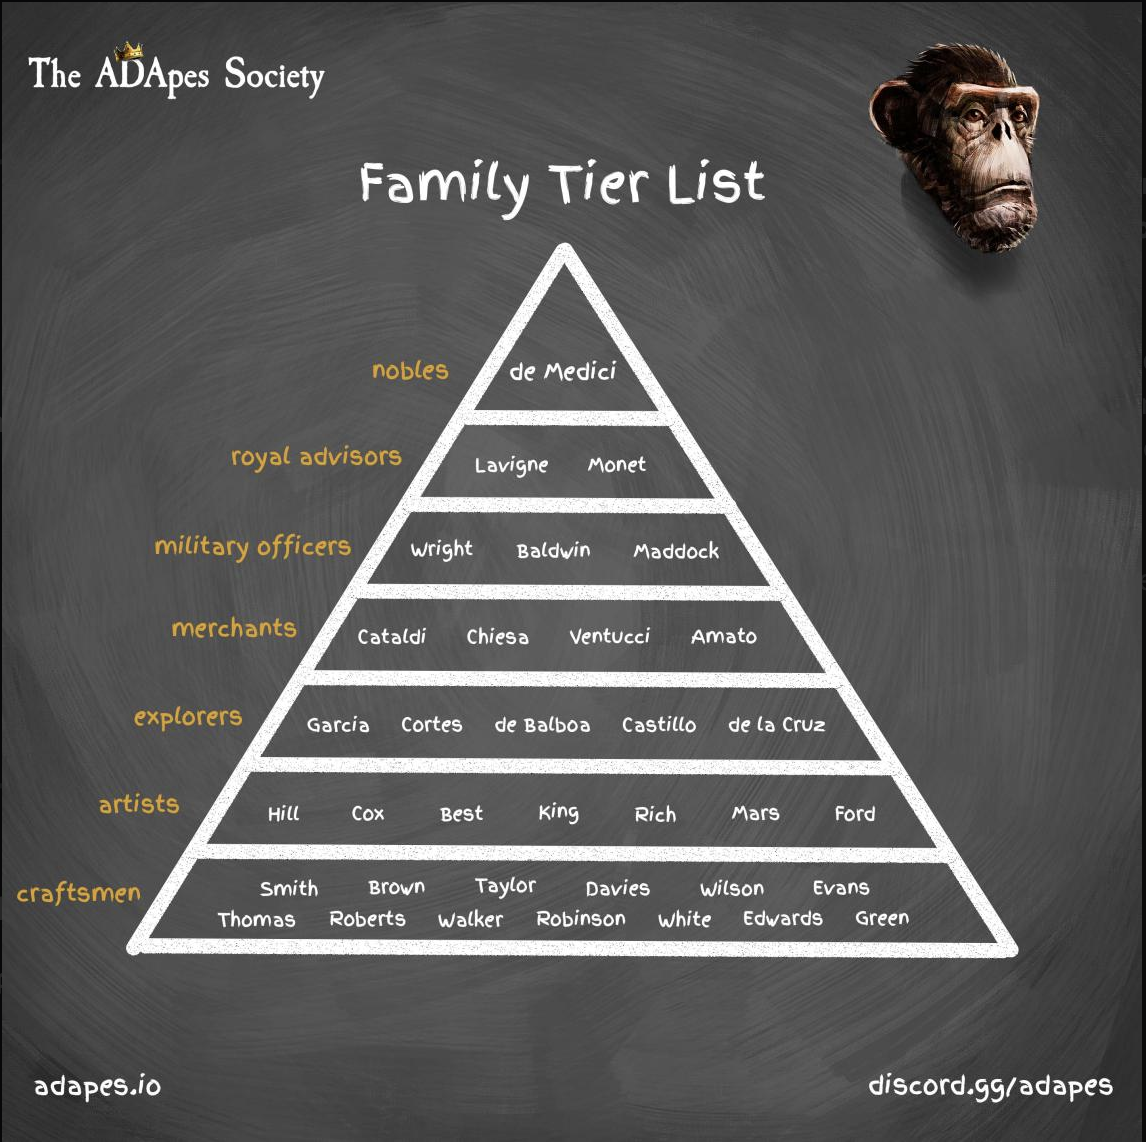 The ADApes Society
Family Tier List
nobles de Medici
royal advisors Lavigne Monet
military officers Wright Baldwin Maddock
merchants Cataldi Chiesa Ventucci Amato
explorers Garcia Cortes de Balboa Castillo de la Cruz
artists Hill Cox Best King Rich Mars Ford
craftsmen Smith Brown Taylor Davies Wilson Evans
Thomas Roberts Walker Robinson White Edwards Green
adapes.io discord.gg/adapes